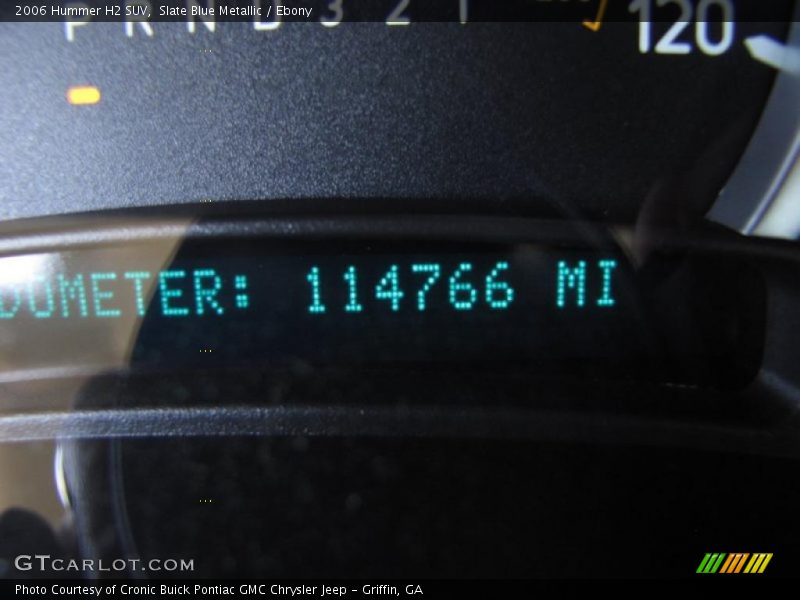 2006 Hummer H2 SUV, Slate Blue Metallic / Ebony
P R N D 3 2 1
120
DOMETER: 114766 MI
GTCARLOT.COM
Photo Courtesy of Cronic Buick Pontiac GMC Chrysler Jeep - Griffin, GA